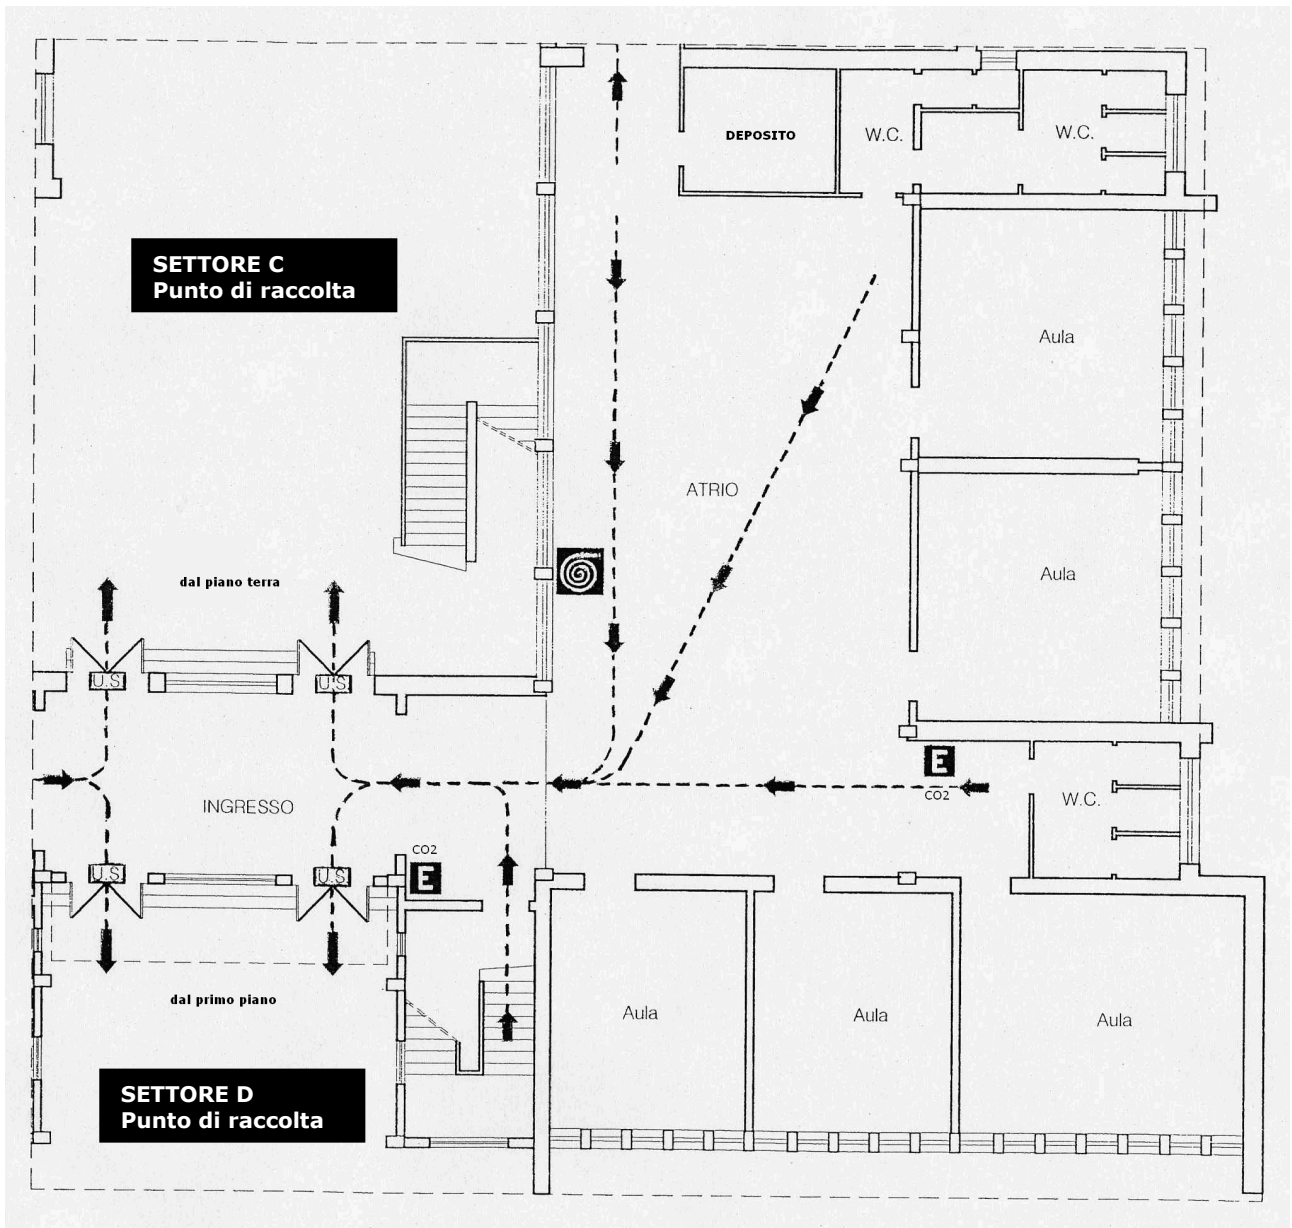 DEPOSITO
W.C.
W.C.
SETTORE C
Punto di raccolta
Aula
ATRIO
Aula
dal piano terra
U.S.
U.S.
E
CO2
W.C.
INGRESSO
CO2
E
U.S.
U.S.
dal primo piano
Aula
Aula
Aula
SETTORE D
Punto di raccolta